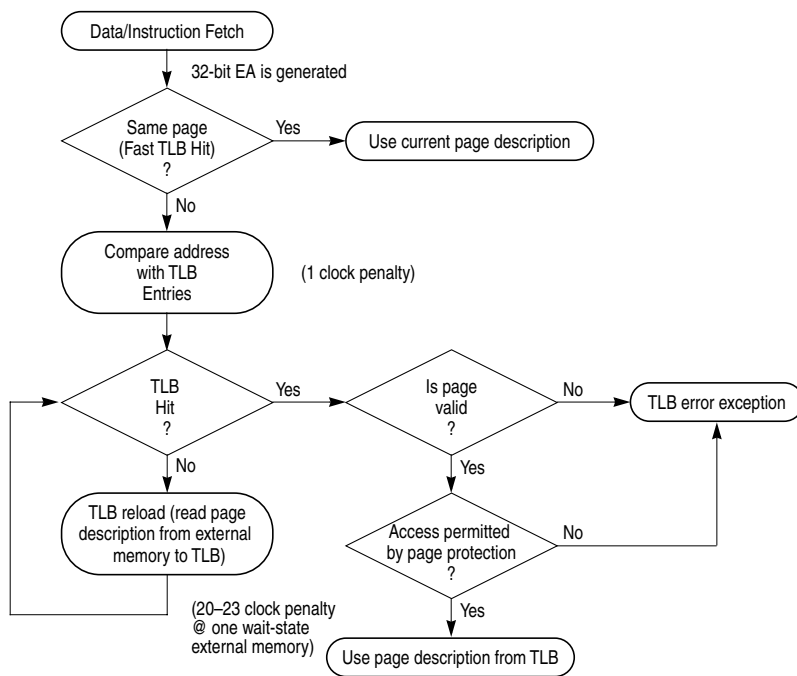 Data/Instruction Fetch
32-bit EA is generated
Same page
(Fast TLB Hit)
?
Yes
Use current page description
No
Compare address
with TLB
Entries
(1 clock penalty)
TLB
Hit
?
Yes
Is page
valid
?
No
TLB error exception
No
Yes
TLB reload (read page
description from external
memory to TLB)
Access permitted
by page protection
?
No
(20–23 clock penalty
@ one wait-state
external memory)
Yes
Use page description from TLB